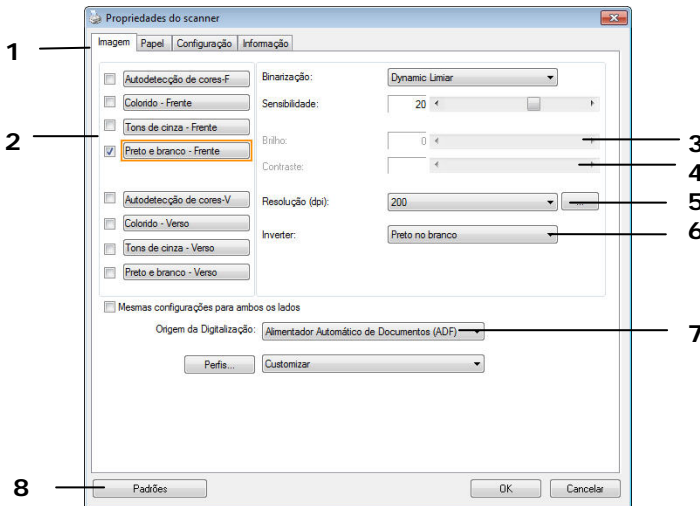 Propriedades do scanner
1
Imagem Papel Configuração Informação
Autodetecção de cores-F
Binarização:
Dynamic Limiar
Colorido - Frente
Sensibilidade:
20
Tons de cinza - Frente
2
Brilho:
0
3
Preto e branco - Frente
Contraste:
4
Autodetecção de cores-V
Resolução (dpi):
200
...
5
Colorido - Verso
Inverter:
Preto no branco
6
Tons de cinza - Verso
Preto e branco - Verso
Mesmas configurações para ambos os lados
Origem da Digitalização:
Alimentador Automático de Documentos (ADF)
7
Perfis...
Customizar
8
Padrões
OK
Cancelar